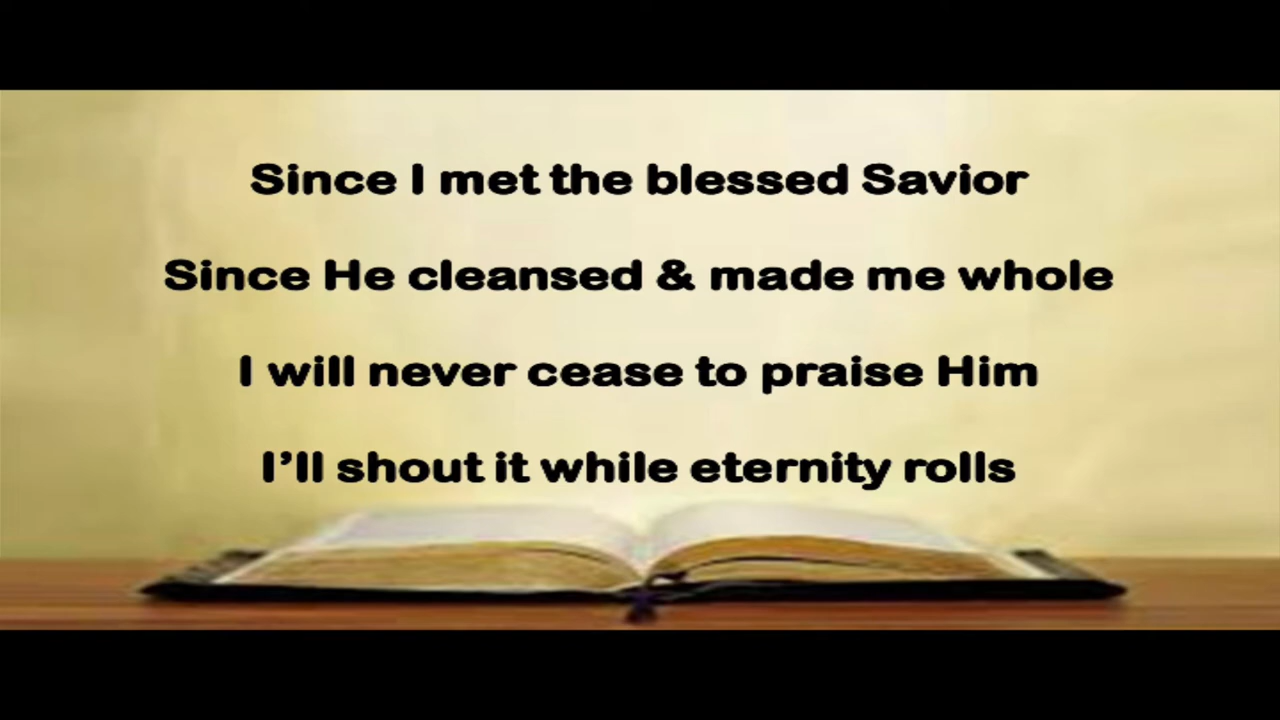 Since I met the blessed Savior
Since He cleansed & made me whole
I will never cease to praise Him
I’ll shout it while eternity rolls